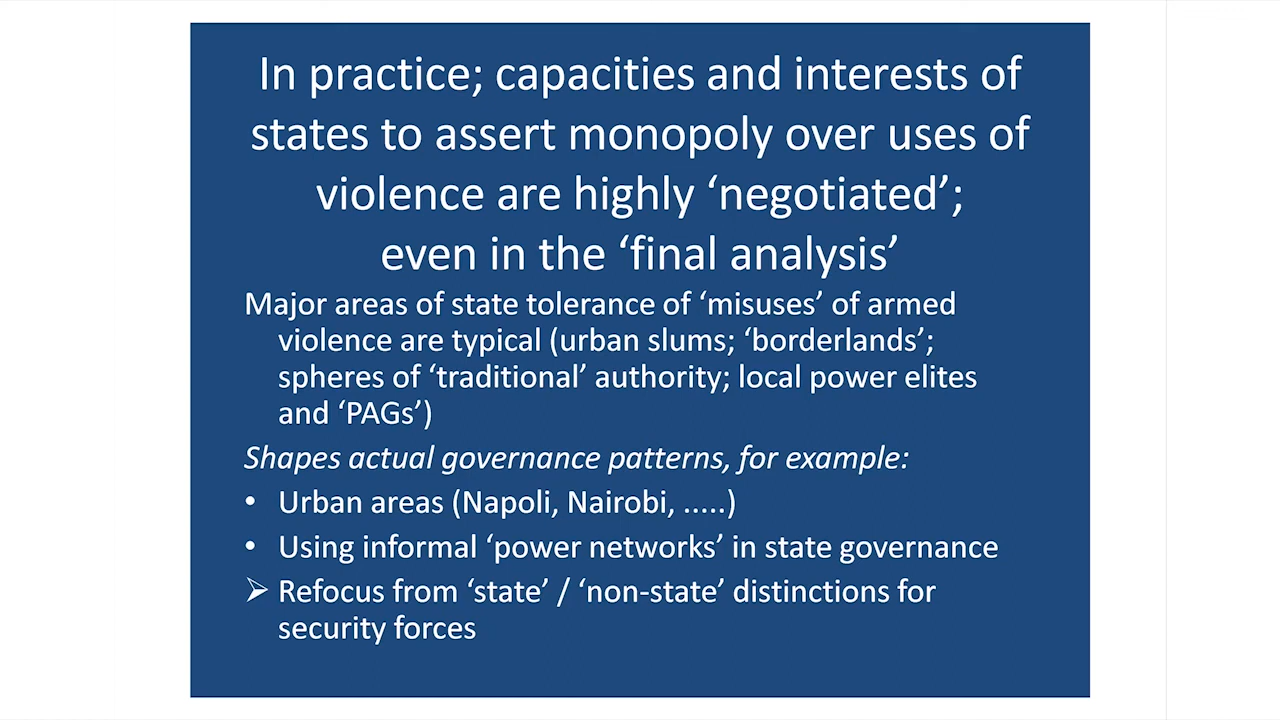 In practice; capacities and interests of
states to assert monopoly over uses of
violence are highly ‘negotiated’;
even in the ‘final analysis’
Major areas of state tolerance of ‘misuses’ of armed
violence are typical (urban slums; ‘borderlands’;
spheres of ‘traditional’ authority; local power elites
and ‘PAGs’)
Shapes actual governance patterns, for example:
• Urban areas (Napoli, Nairobi, .....)
• Using informal ‘power networks’ in state governance
➢ Refocus from ‘state’ / ‘non-state’ distinctions for
security forces